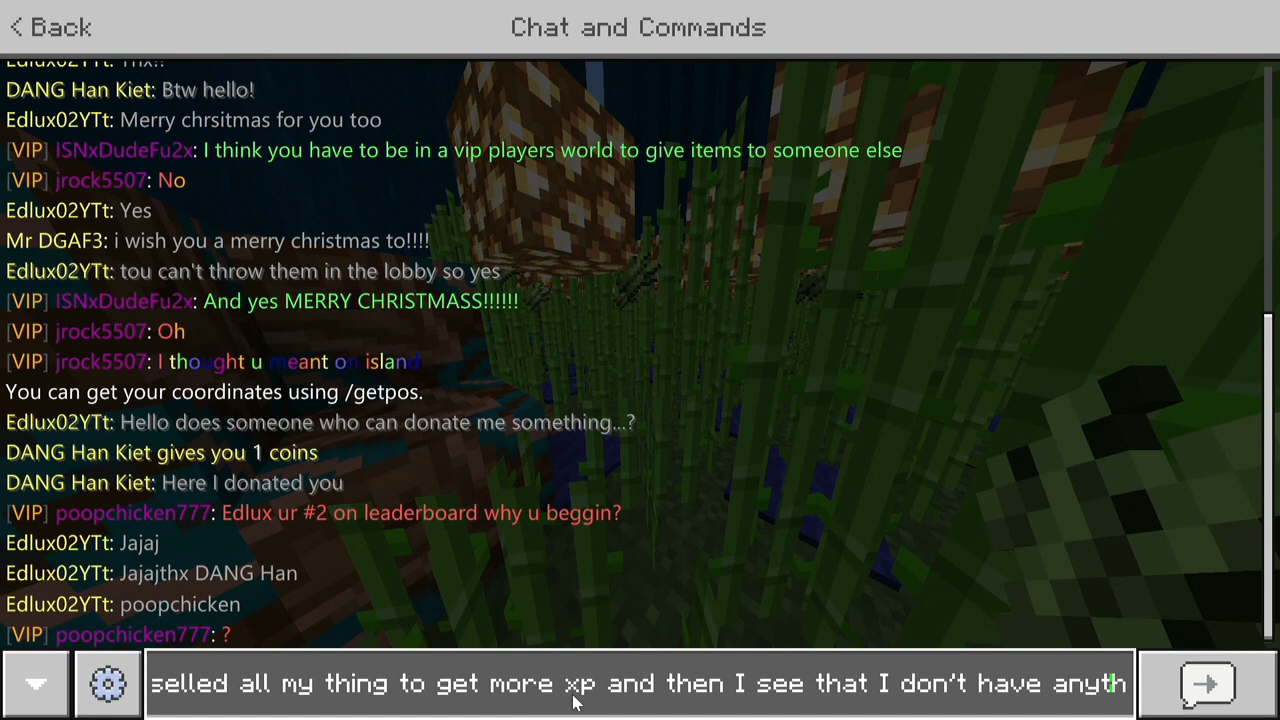 < Back
Chat and Commands
Edlux02YTt: Thx!!
DANG Han Kiet: Btw hello!
Edlux02YTt: Merry chrsitmas for you too
[VIP] ISNxDudeFu2x: I think you have to be in a vip players world to give items to someone else
[VIP] jrock5507: No
Edlux02YTt: Yes
Mr DGAF3: i wish you a merry christmas to!!!!
Edlux02YTt: tou can't throw them in the lobby so yes
[VIP] ISNxDudeFu2x: And yes MERRY CHRISTMASS!!!!!!
[VIP] jrock5507: Oh
[VIP] jrock5507: I thought u meant on island
You can get your coordinates using /getpos.
Edlux02YTt: Hello does someone who can donate me something...?
DANG Han Kiet gives you 1 coins
DANG Han Kiet: Here I donated you
[VIP] poopchicken777: Edlux ur #2 on leaderboard why u beggin?
Edlux02YTt: Jajaj
Edlux02YTt: Jajajthx DANG Han
Edlux02YTt: poopchicken
[VIP] poopchicken777: ?
selled all my thing to get more xp and then I see that I don't have anyth